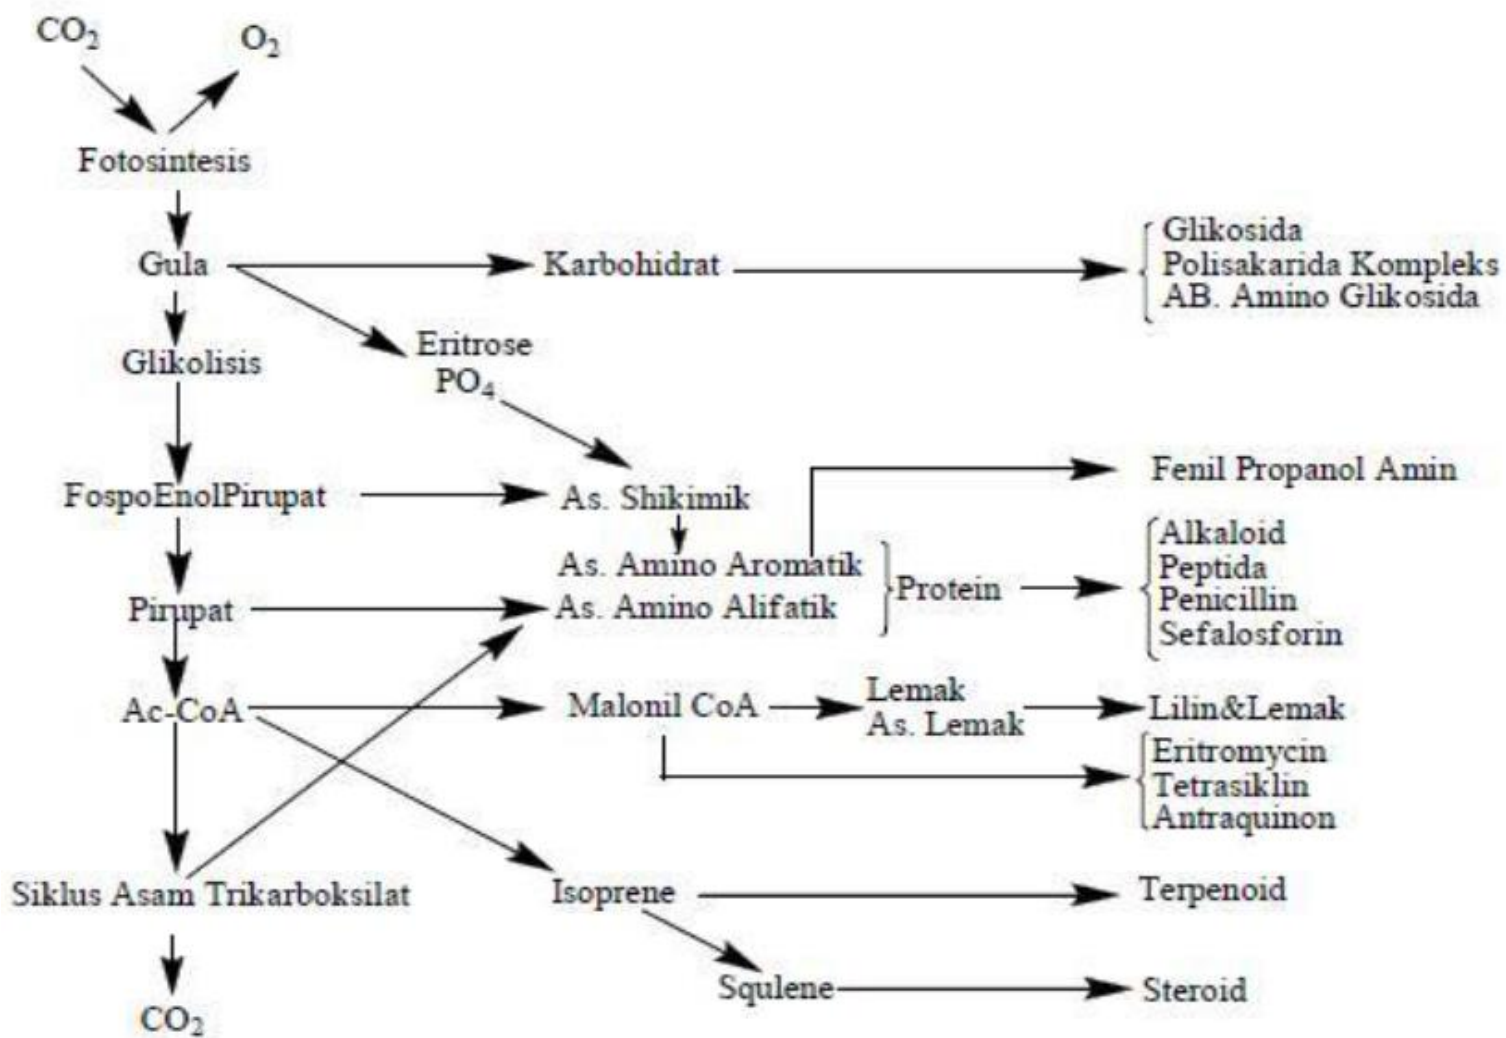 CO₂
O₂
Fotosintesis
Gula
Karbohidrat
Glikosida
Polisakarida Kompleks
AB. Amino Glikosida
Glikolisis
Eritrose
PO₄
FospoEnolPirupat
As. Shikimik
Fenil Propanol Amin
As. Amino Aromatik
As. Amino Alifatik
Protein
Alkaloid
Peptida
Penicillin
Sefalosforin
Pirupat
Ac-CoA
Malonil CoA
Lemak
As. Lemak
Lilin&Lemak
Eritromycin
Tetrasiklin
Antraquinon
Siklus Asam Trikarboksilat
Isoprene
Terpenoid
Squlene
Steroid
CO₂